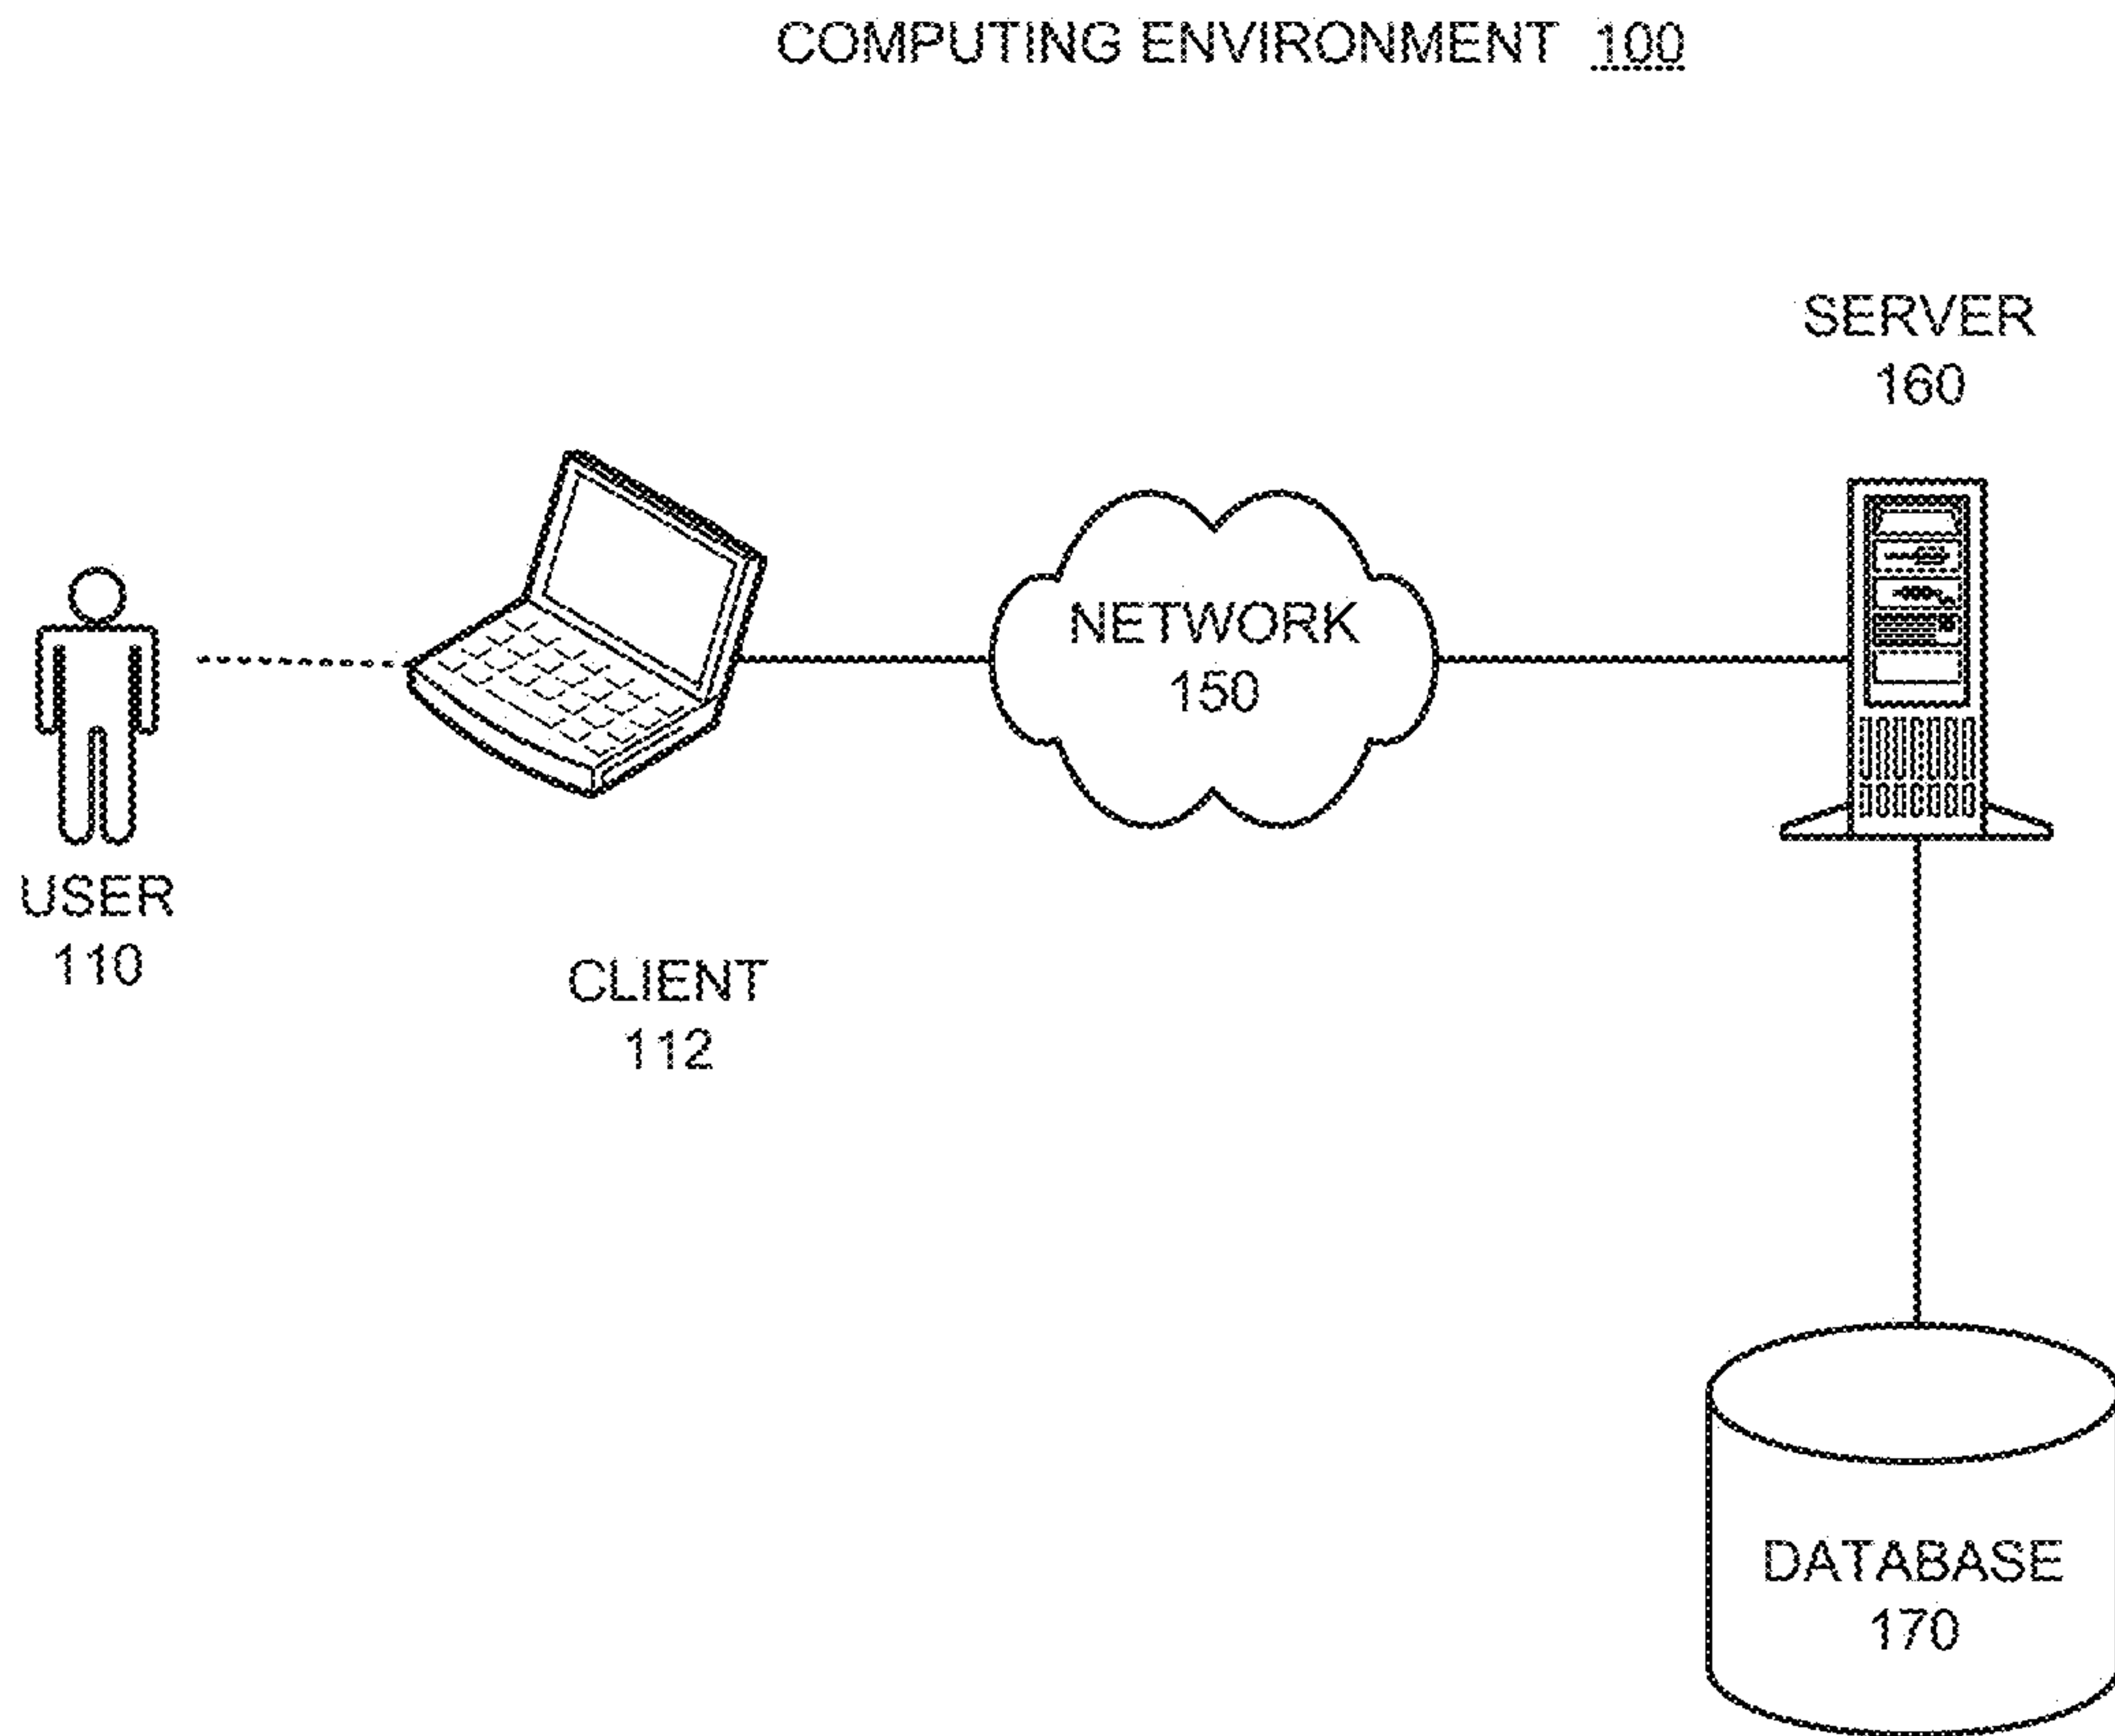 COMPUTING ENVIRONMENT 100
SERVER
160
NETWORK
150
USER
110
CLIENT
112
DATABASE
170